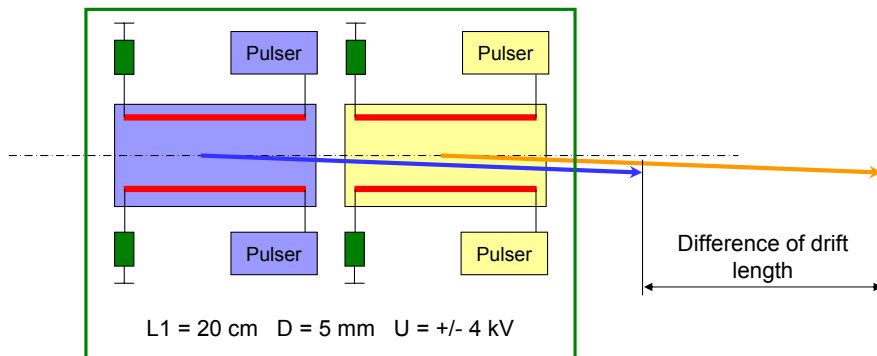 Pulser
Pulser
Pulser
Pulser
Difference of drift
length
L1 = 20 cm D = 5 mm U = +/- 4 kV